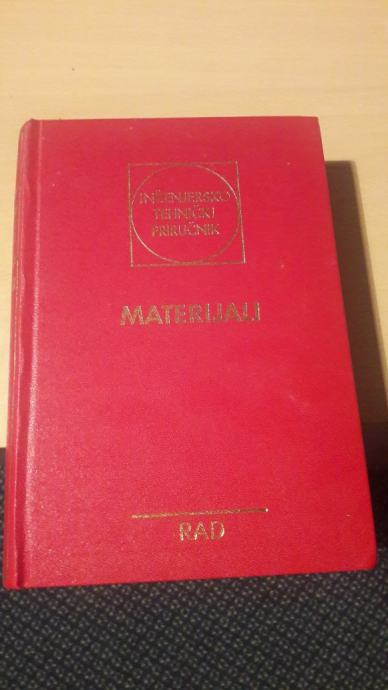 INŽENJERSKO
TEHNIČKI
PRIRUČNIK
MATERIJALI
RAD